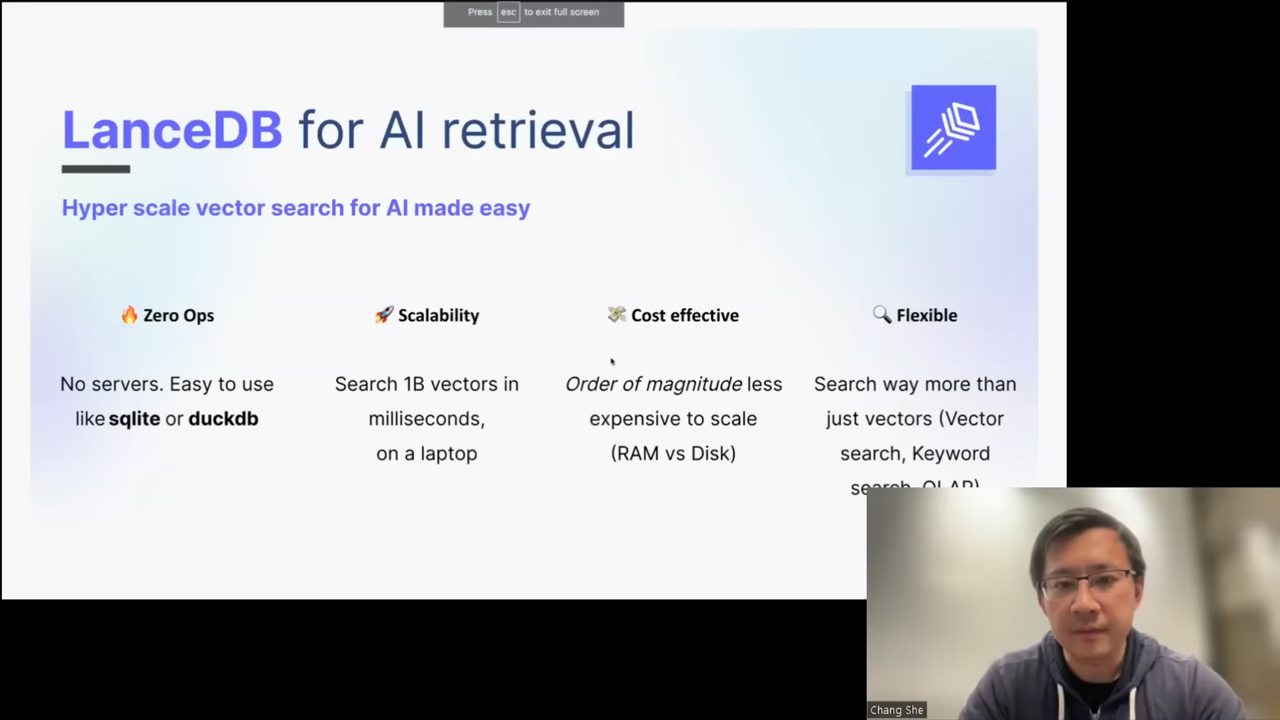 Press esc to exit full screen
LanceDB for AI retrieval
Hyper scale vector search for AI made easy
🔥 Zero Ops
No servers. Easy to use
like sqlite or duckdb
🚀 Scalability
Search 1B vectors in
milliseconds,
on a laptop
💸 Cost effective
Order of magnitude less
expensive to scale
(RAM vs Disk)
🔍 Flexible
Search way more than
just vectors (Vector
search, Keyword
search, OLAP)
Chang She